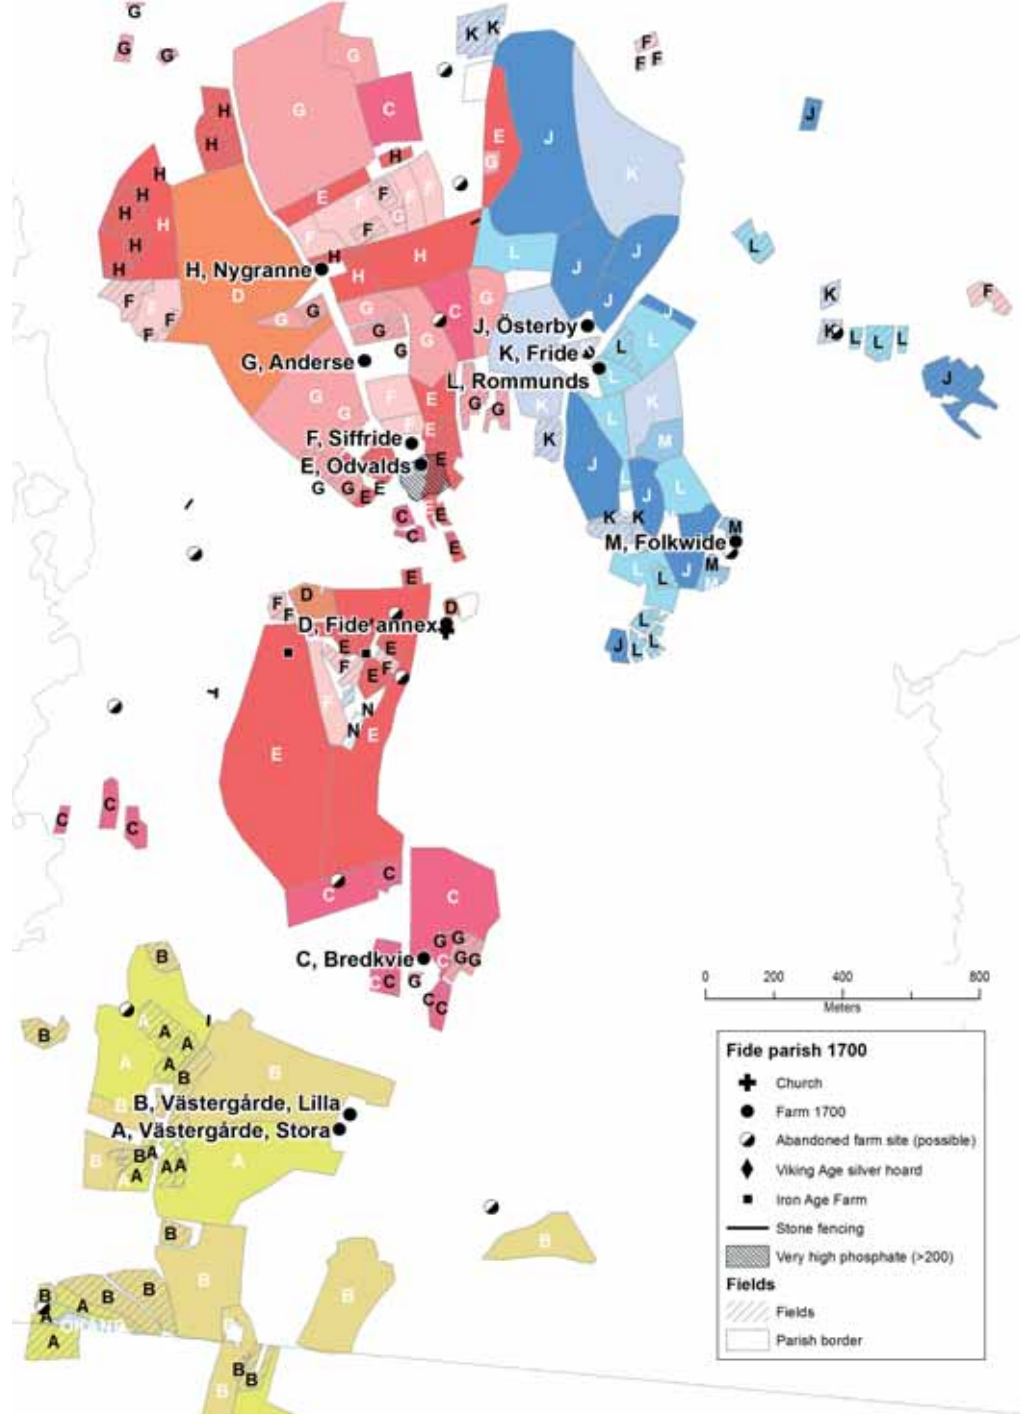 G
K K
G
G
G
F
F F
H
G
C
E
J
J
H
H
G
K
H
H
E
F
F
F
H
H
F
G
F
H
F
L
J
L
H
H
H
H
H, Nygranne
D
J
K
F
F
F
F
G
G
G
C
G
J
J
J, Österby
K
L
L
L
L
G
G
K, Fride
L
L
G, Anderse
L, Rommunds
J
G
G
F
E
G G
K
L
K
F
E
K
M
F, Siffride
E, Odvalds
E
J
L
L
G G
E
E
J
C
C
E
K K
M
M, Folkwide
E
L
L
J
M
M
E
F
F
D
D
D, Fide annex
L
L
L
J
E
F
E
E
F
F
N
N
E
E
C
C
C
C
C
C
G G
C, Bredkvie
C
G G
C C
G
C
C
B
B
A
A
A
A
A
B
B
B
B, Västergårde, Lilla
A, Västergårde, Stora
B
B A
A
A A
A
A
B
B
B
B
B
B
A
B
B
A
A
B
B
B
B
0 200 400 800
Meters
Fide parish 1700
Church
Farm 1700
Abandoned farm site (possible)
Viking Age silver hoard
Iron Age Farm
Stone fencing
Very high phosphate (>200)
Fields
Fields
Parish border